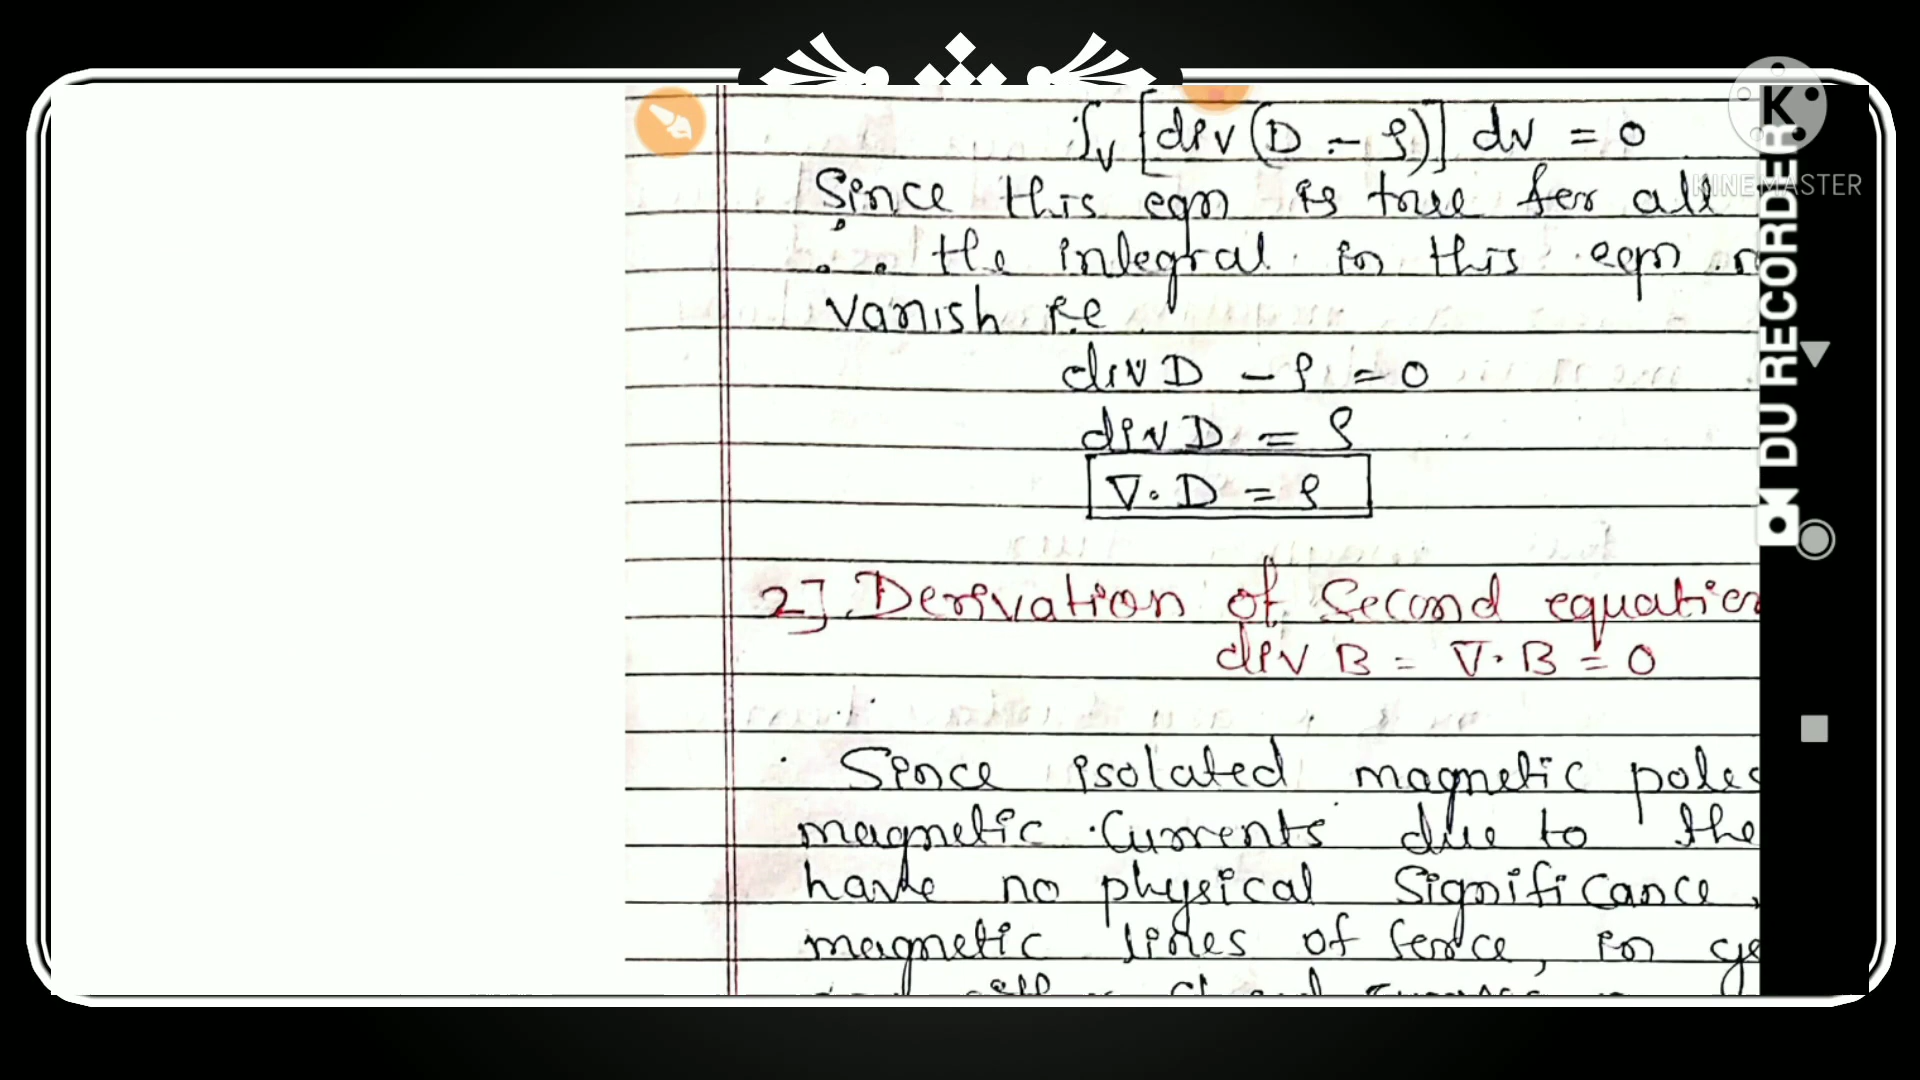 ∫v [div(D - ρ)] dv = 0
Since this eqn is true for all
∴ the integral in this eqn
vanish i.e
div D - ρ = 0
div D = ρ
∇. D = ρ
2] Derivation of Second equation
div B = ∇. B = 0
Since isolated magnetic poles
magnetic currents due to the
have no physical significance,
magnetic lines of force, in ge
K
KINEMASTER
DU RECORDER